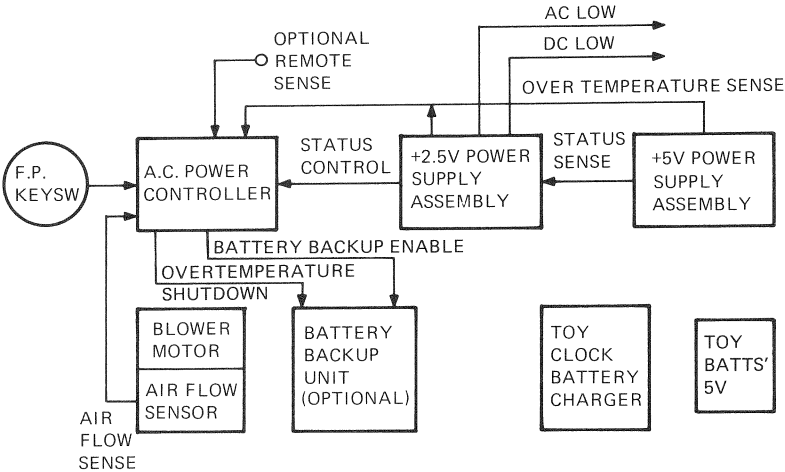 AC LOW
DC LOW
OPTIONAL
REMOTE
SENSE
OVER TEMPERATURE SENSE
F.P.
KEYSW
A.C. POWER
CONTROLLER
STATUS
CONTROL
+2.5V POWER
SUPPLY
ASSEMBLY
STATUS
SENSE
+5V POWER
SUPPLY
ASSEMBLY
BATTERY BACKUP ENABLE
OVERTEMPERATURE
SHUTDOWN
BLOWER
MOTOR
AIR FLOW
SENSOR
AIR
FLOW
SENSE
BATTERY
BACKUP
UNIT
(OPTIONAL)
TOY
CLOCK
BATTERY
CHARGER
TOY
BATTS'
5V